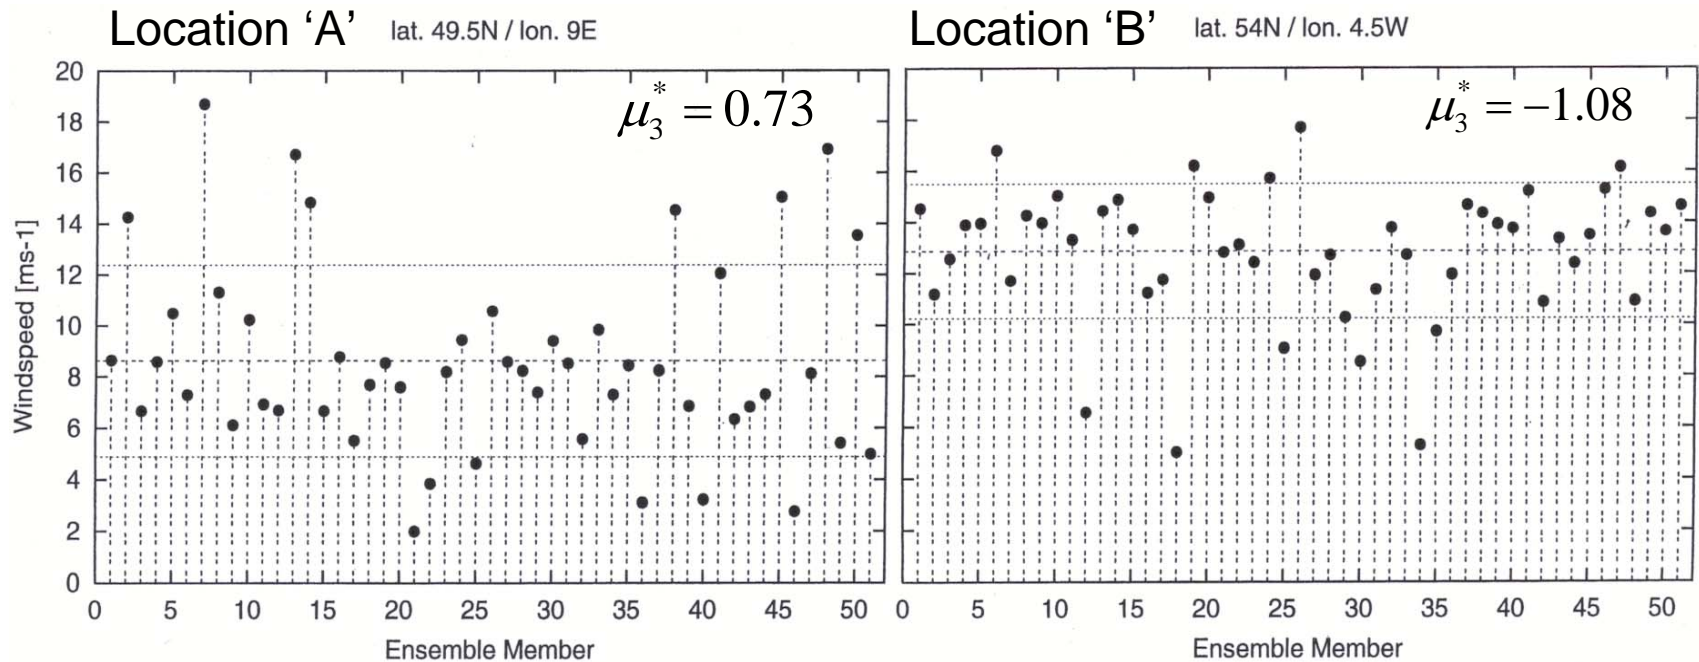 Location ‘A’ lat. 49.5N / lon. 9E
Location ‘B’ lat. 54N / lon. 4.5W
μ₃* = 0.73
μ₃* = −1.08
Windspeed [ms-1]
20
18
16
14
12
10
8
6
4
2
0
0 5 10 15 20 25 30 35 40 45 50
0 5 10 15 20 25 30 35 40 45 50
Ensemble Member
Ensemble Member